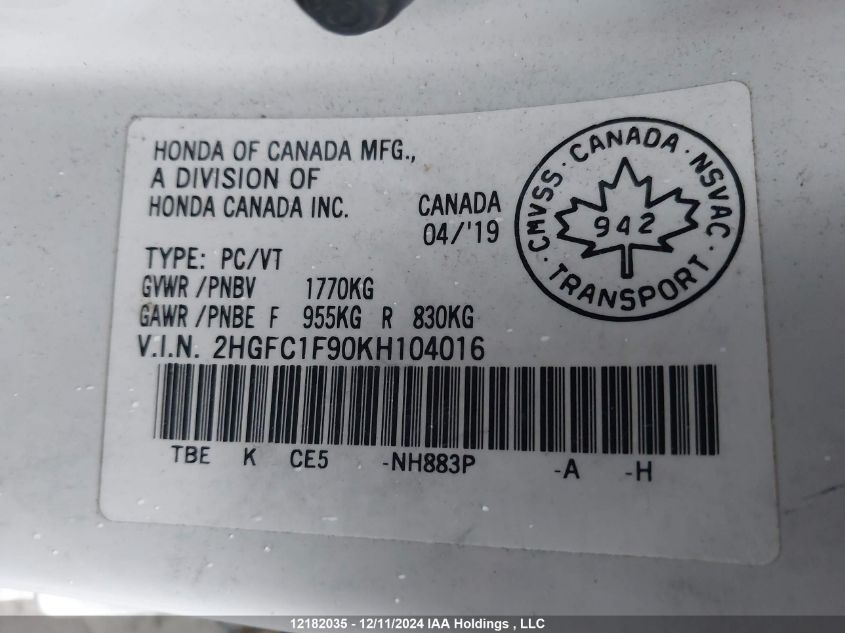 HONDA OF CANADA MFG.,
A DIVISION OF
HONDA CANADA INC.
CANADA
04/'19
TYPE: PC/VT
GVWR/PNBV 1770KG
GAWR/PNBE F 955KG R 830KG
V.I.N. 2HGFC1F90KH104016
TBE K CE5 -NH883P -A -H
CMVSS · CANADA · NSVAC
942
· TRANSPORT ·
12182035 - 12/11/2024 IAA Holdings , LLC